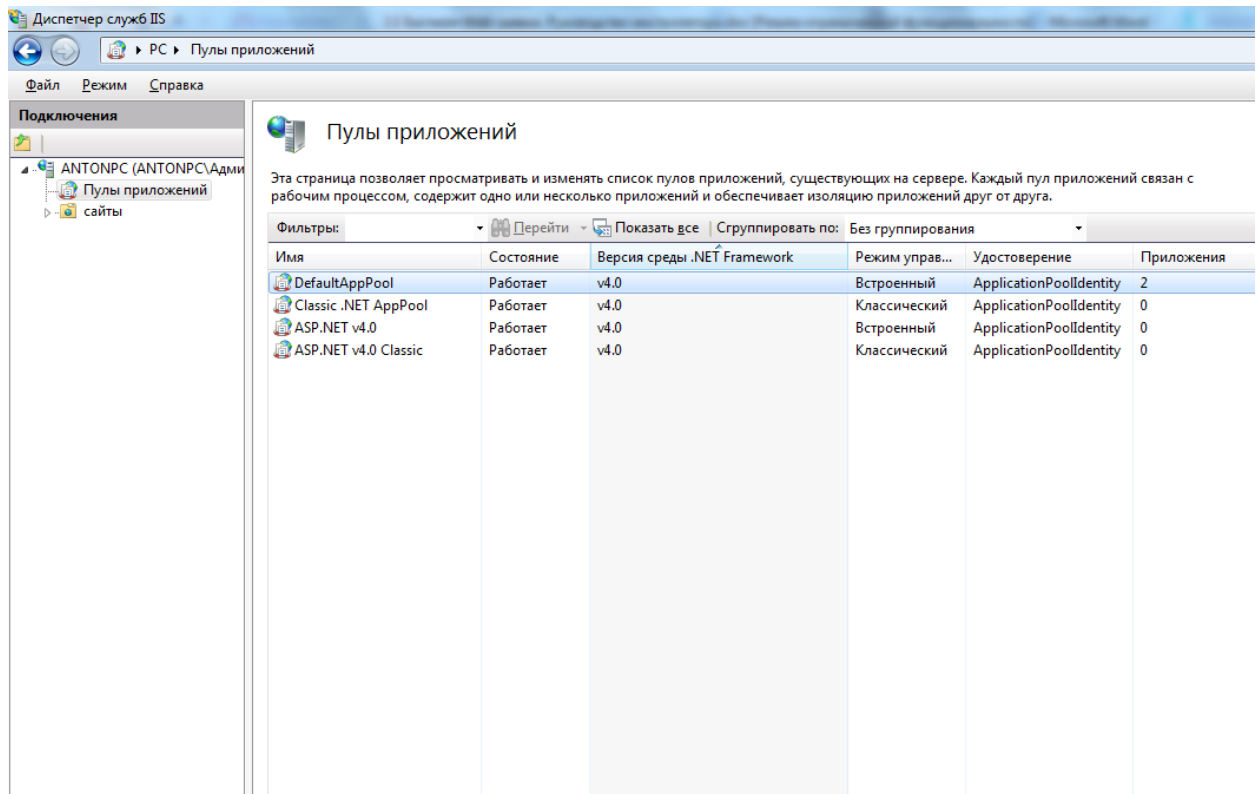 Диспетчер служб IIS
PC Пулы приложений
Файл Режим Справка
Подключения
ANTONPC (ANTONPC\Адми
Пулы приложений
сайты
Пулы приложений
Эта страница позволяет просматривать и изменять список пулов приложений, существующих на сервере. Каждый пул приложений связан с
рабочим процессом, содержит одно или несколько приложений и обеспечивает изоляцию приложений друг от друга.
Фильтры: Перейти Показать все Сгруппировать по: Без группирования
Имя Состояние Версия среды .NET Framework Режим управ... Удостоверение Приложения
DefaultAppPool Работает v4.0 Встроенный ApplicationPoolIdentity 2
Classic .NET AppPool Работает v4.0 Классический ApplicationPoolIdentity 0
ASP.NET v4.0 Работает v4.0 Встроенный ApplicationPoolIdentity 0
ASP.NET v4.0 Classic Работает v4.0 Классический ApplicationPoolIdentity 0